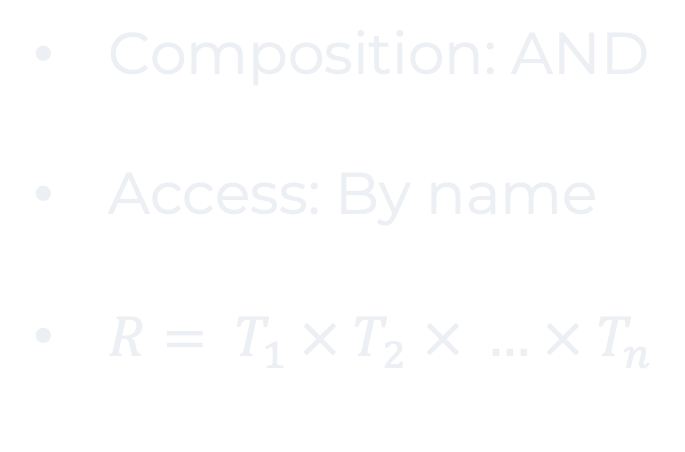 • Composition: AND
• Access: By name
• R = T₁ × T₂ × … × Tₙ